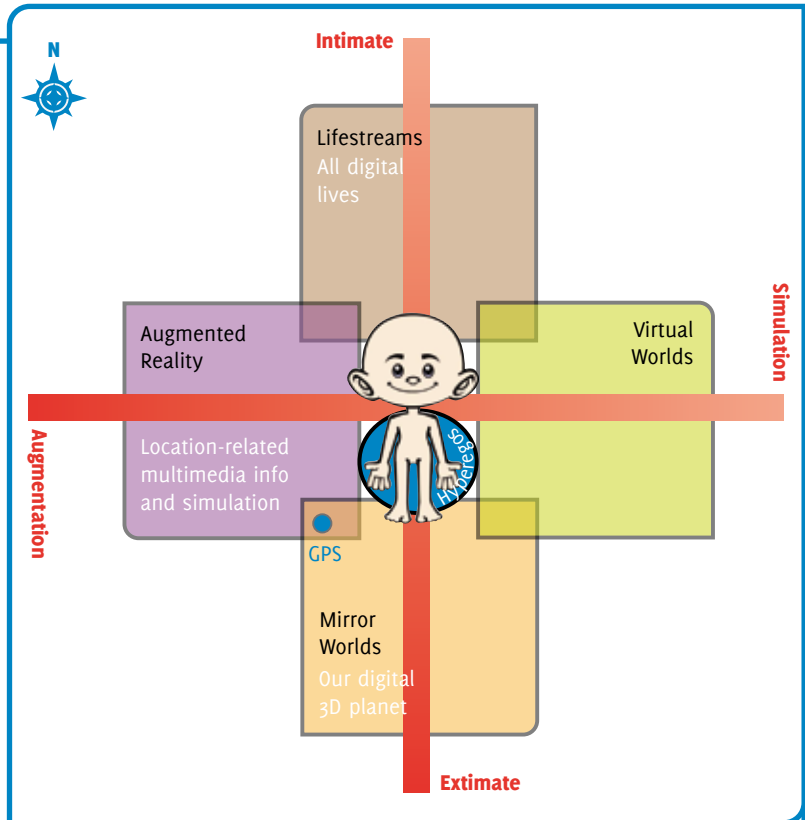 N
Intimate
Lifestreams
All digital
lives
Simulation
Augmented
Reality
Virtual
Worlds
Augmentation
Location-related
multimedia info
and simulation
Hyperegos
GPS
Mirror
Worlds
Our digital
3D planet
Extimate